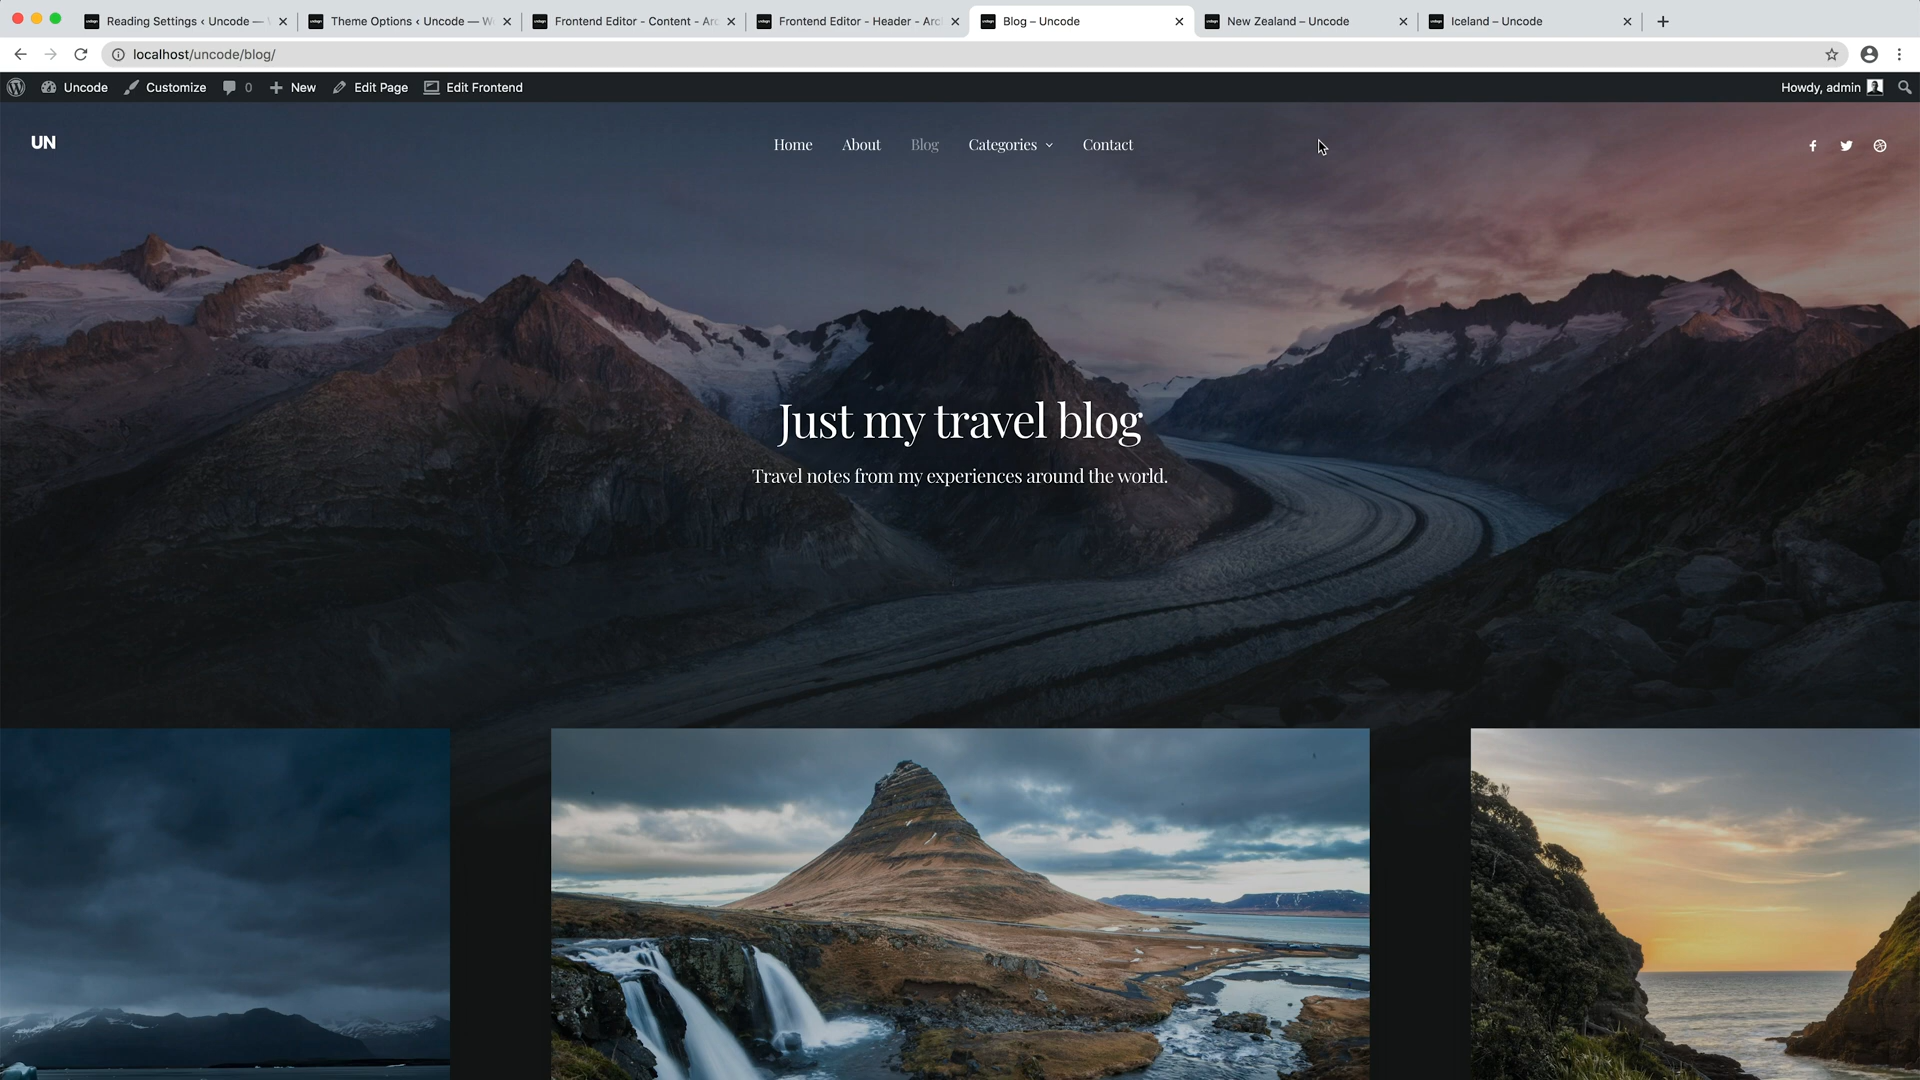 Reading Settings ‹ Uncode —
Theme Options ‹ Uncode — W
Frontend Editor - Content - Arc
Frontend Editor - Header - Arc
Blog – Uncode
New Zealand – Uncode
Iceland – Uncode
localhost/uncode/blog/
Uncode
Customize
0
New
Edit Page
Edit Frontend
Howdy, admin
UN
Home
About
Blog
Categories
Contact
Just my travel blog
Travel notes from my experiences around the world.